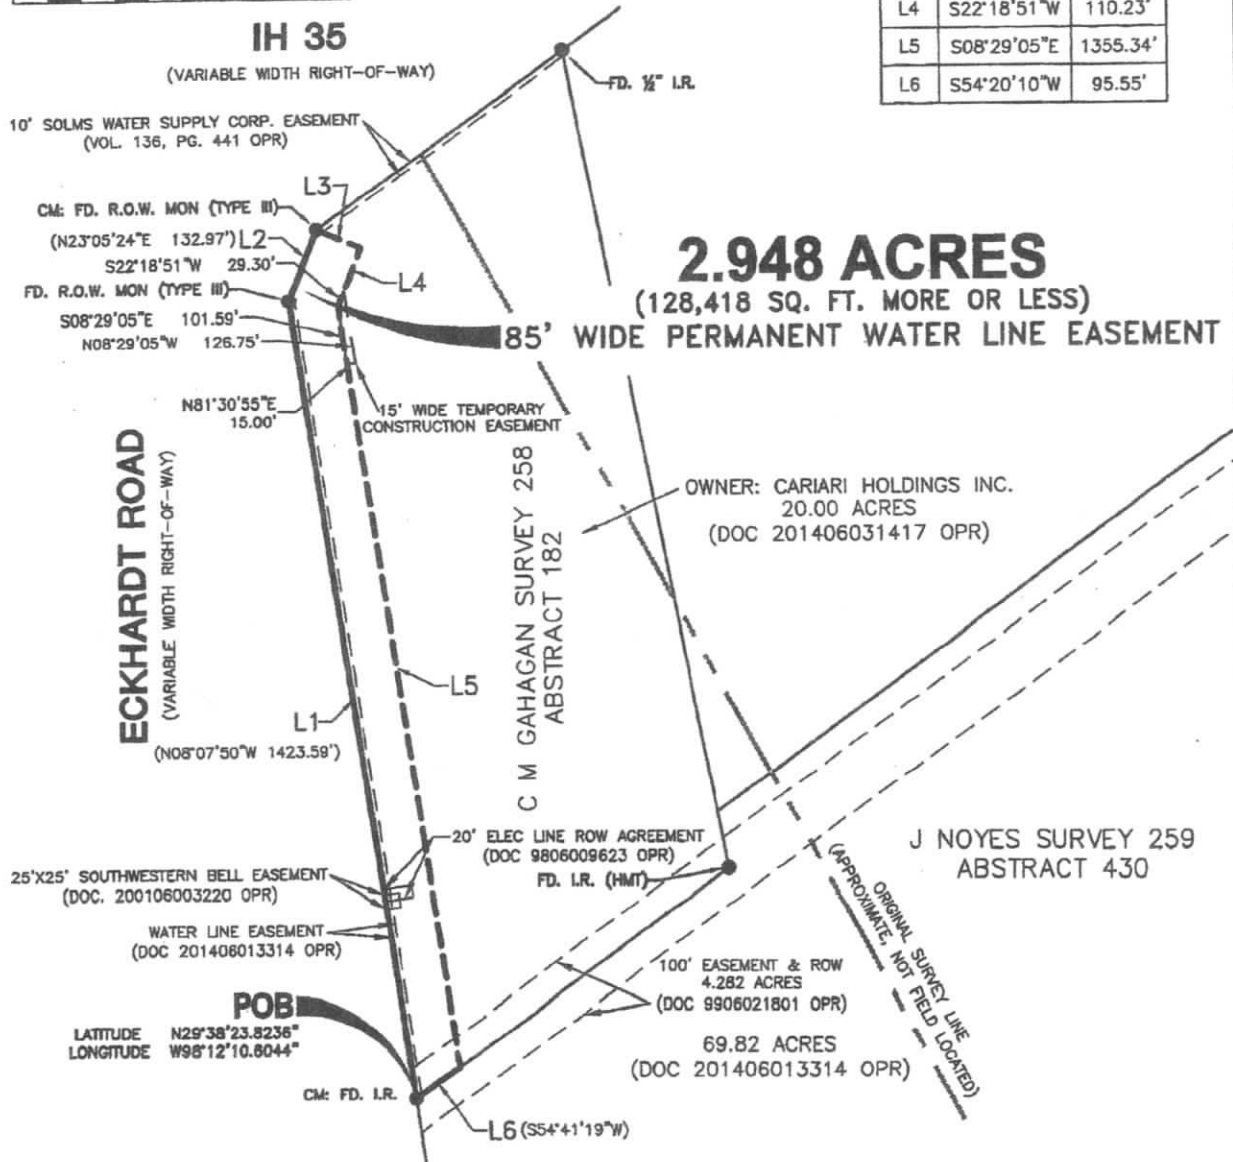 IH 35
(VARIABLE WIDTH RIGHT-OF-WAY)
L4 S22°18'51"W 110.23'
L5 S08°29'05"E 1355.34'
L6 S54°20'10"W 95.55'
FD. ½" I.R.
10' SOLMS WATER SUPPLY CORP. EASEMENT
(VOL. 136, PG. 441 OPR)
L3
CM: FD. R.O.W. MON (TYPE III)
(N23°05'24"E 132.97') L2
S22°18'51"W 29.30'
L4
FD. R.O.W. MON (TYPE III)
S08°29'05"E 101.59'
N08°29'05"W 126.75'
2.948 ACRES
(128,418 SQ. FT. MORE OR LESS)
85' WIDE PERMANENT WATER LINE EASEMENT
N81°30'55"E
15.00'
15' WIDE TEMPORARY
CONSTRUCTION EASEMENT
ECKHARDT ROAD
(VARIABLE WIDTH RIGHT-OF-WAY)
C M GAHAGAN SURVEY 258
ABSTRACT 182
OWNER: CARIARI HOLDINGS INC.
20.00 ACRES
(DOC 201406031417 OPR)
L5
L1
(N08°07'50"W 1423.59')
20' ELEC LINE ROW AGREEMENT
(DOC 9806009623 OPR)
FD. I.R. (HMT)
J NOYES SURVEY 259
ABSTRACT 430
25'X25' SOUTHWESTERN BELL EASEMENT
(DOC. 200106003220 OPR)
WATER LINE EASEMENT
(DOC 201406013314 OPR)
ORIGINAL SURVEY LINE
(APPROXIMATE, NOT FIELD LOCATED)
100' EASEMENT & ROW
4.282 ACRES
(DOC 9906021801 OPR)
POB
LATITUDE N29°38'23.8236"
LONGITUDE W98°12'10.6044"
69.82 ACRES
(DOC 201406013314 OPR)
CM: FD. I.R.
L6 (S54°41'19"W)